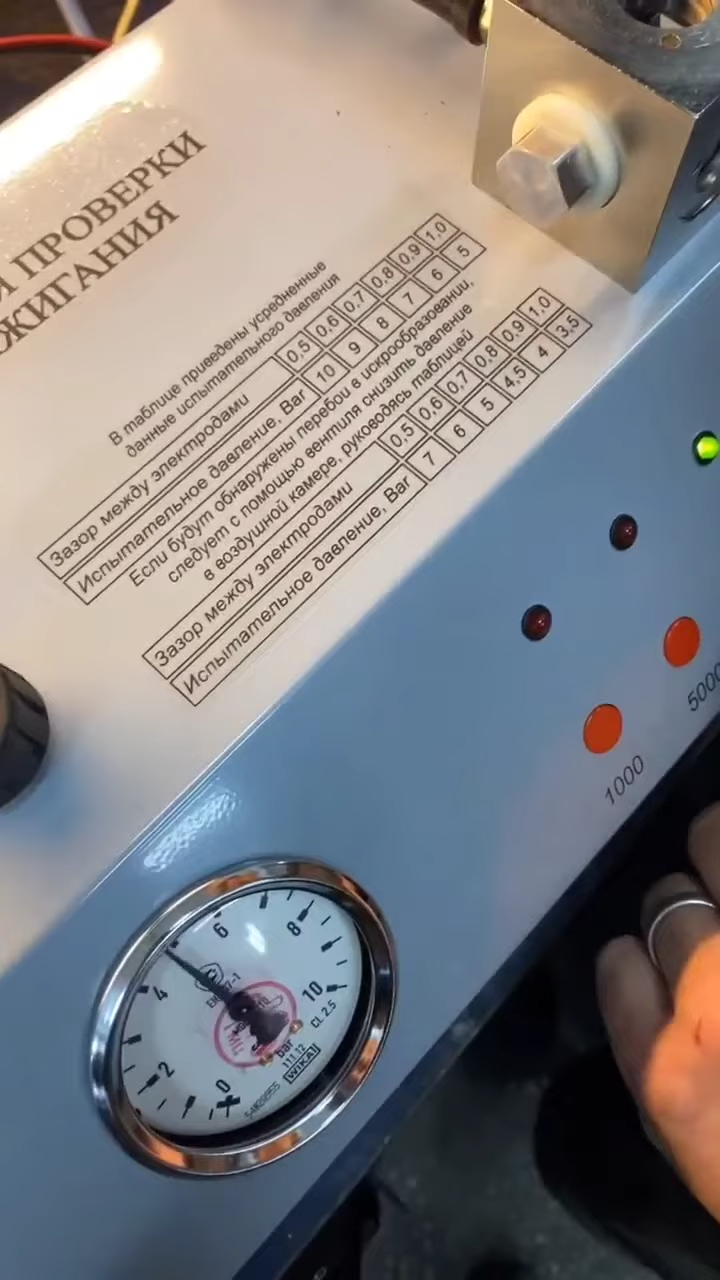 Я ПРОВЕРКИ
ЖИГАНИЯ
В таблице приведены усредненные
данные испытательного давления
Зазор между электродами 0,5 0,6 0,7 0,8 0,9 1,0
Испытательное давление, Bar 10 9 8 7 6 5
Если будут обнаружены перебои в искрообразовании,
следует с помощью вентиля снизить давление
в воздушной камере, руководясь таблицей
Зазор между электродами 0,5 0,6 0,7 0,8 0,9 1,0
Испытательное давление, Bar 7 6 5 4,5 4 3,5
1000 5000
0 2 4 6 8 10
bar
CL 2.5
111.12
WIKA